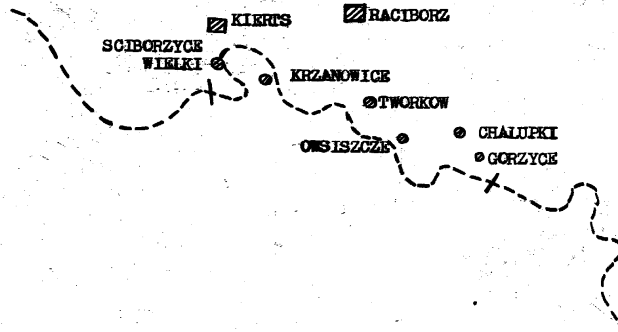 KIERTS
RACIBORZ
SCIBORZYCE
WIELKI
KRZANOWICE
TWORKOW
OWSISZCZE
CHALUPKI
GORZYCE